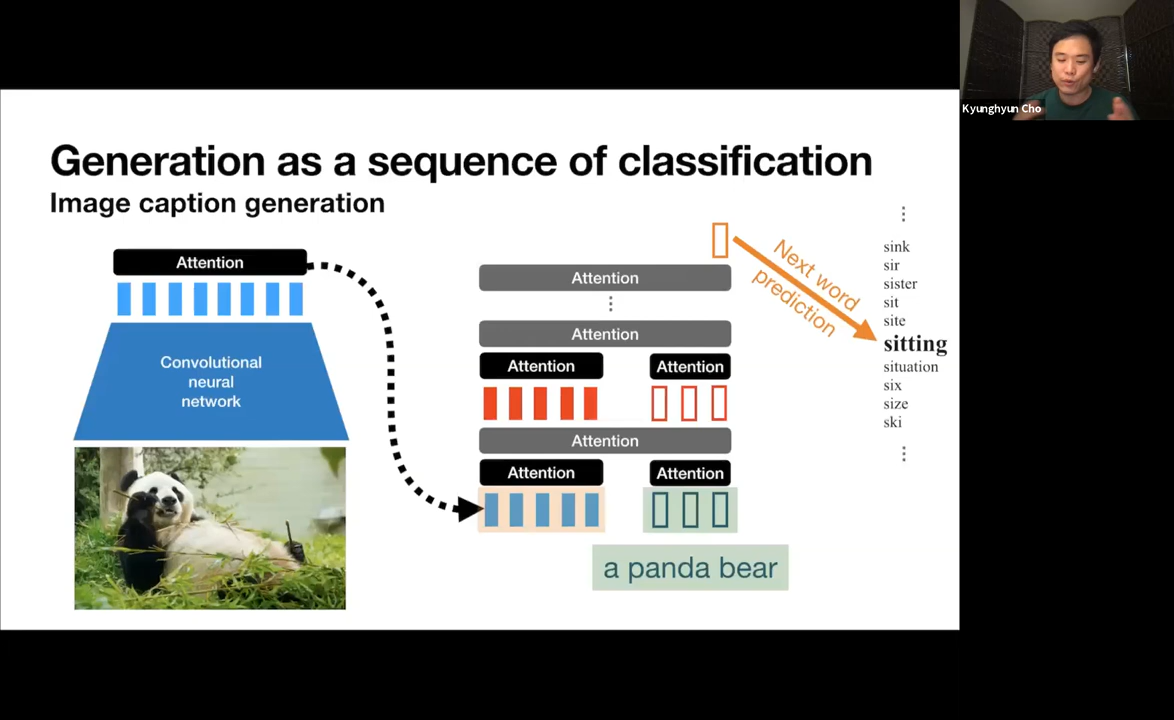 Kyunghyun Cho
Generation as a sequence of classification
Image caption generation
Attention
Convolutional
neural
network
Attention
⋮
Attention
Attention
Attention
Attention
Attention
Attention
a panda bear
Next word
prediction
⋮
sink
sir
sister
sit
site
sitting
situation
six
size
ski
⋮